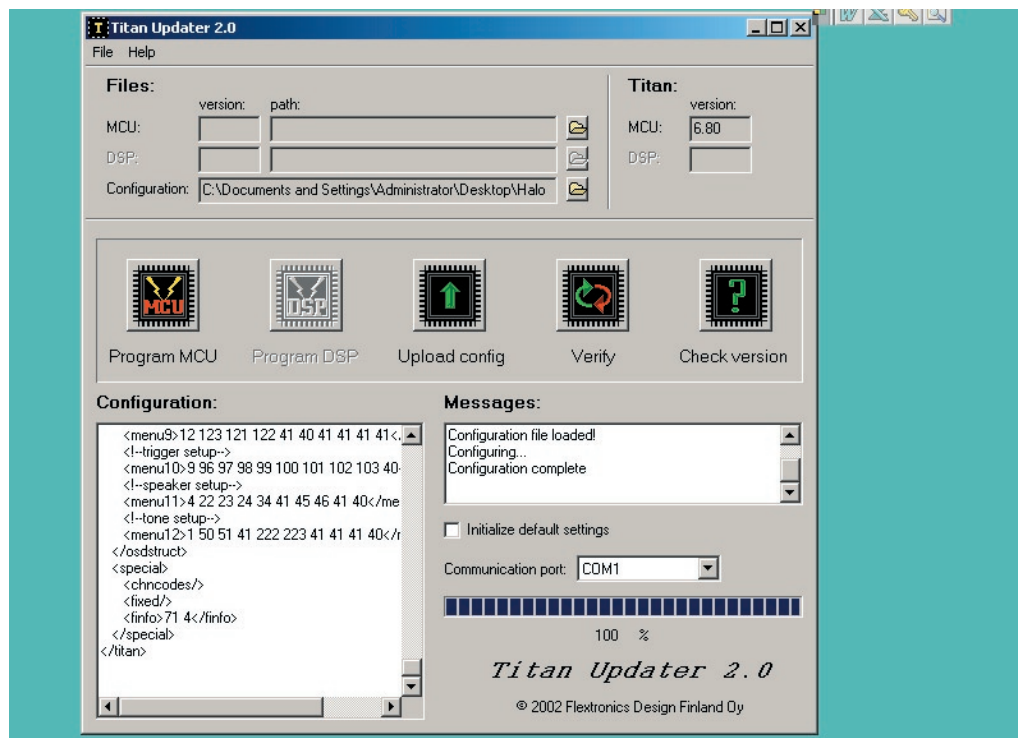 Titan Updater 2.0
File Help
Files:
version: path:
MCU:
DSP:
Configuration: C:\Documents and Settings\Administrator\Desktop\Halo
Titan:
version:
MCU: 6.80
DSP:
MCU
DSP
?
Program MCU Program DSP Upload config Verify Check version
Configuration:
<menu9>12 123 121 122 41 40 41 41 41 41<.
<!--trigger setup-->
<menu10>9 96 97 98 99 100 101 102 103 40
<!--speaker setup-->
<menu11>4 22 23 24 34 41 45 46 41 40</me
<!--tone setup-->
<menu12>1 50 51 41 222 223 41 41 41 40</r
</osdstruct>
<special>
<chncodes/>
<fixed/>
<finfo>71 4</finfo>
</special>
</titan>
Messages:
Configuration file loaded!
Configuring...
Configuration complete
Initialize default settings
Communication port: COM1
100 %
Titan Updater 2.0
© 2002 Flextronics Design Finland Oy